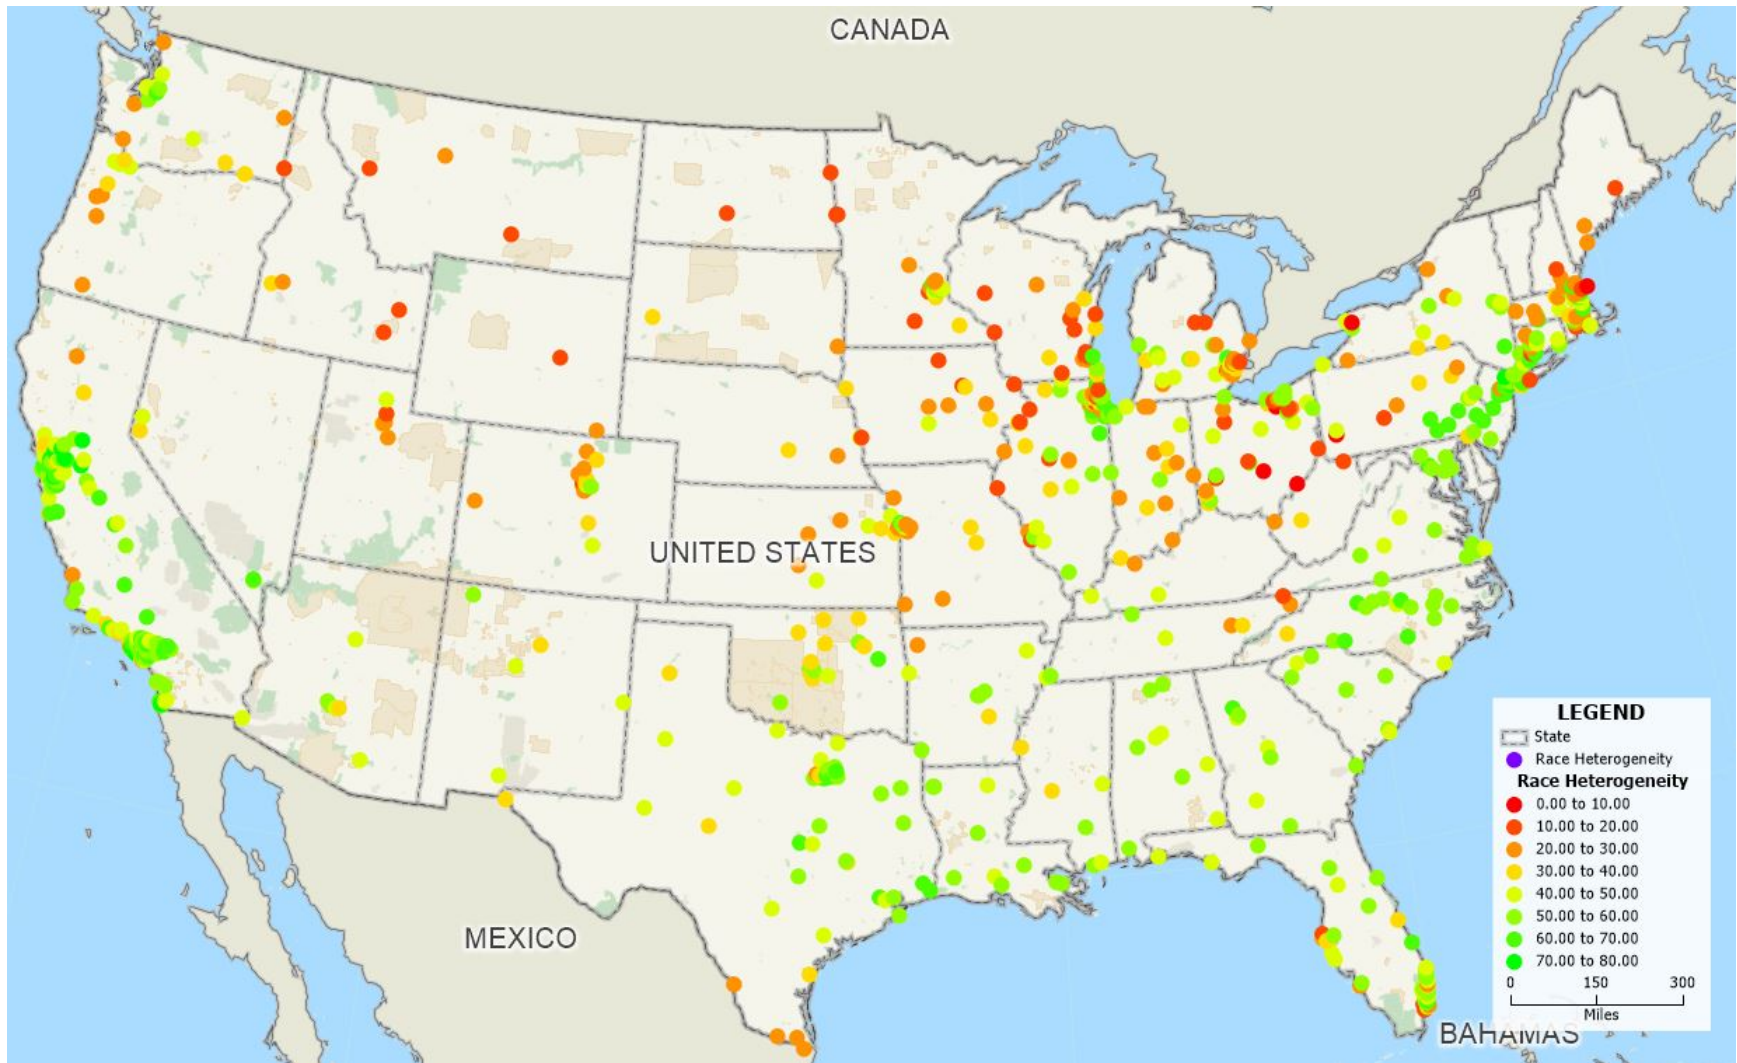 CANADA
UNITED STATES
MEXICO
BAHAMAS
LEGEND
State
Race Heterogeneity
Race Heterogeneity
0.00 to 10.00
10.00 to 20.00
20.00 to 30.00
30.00 to 40.00
40.00 to 50.00
50.00 to 60.00
60.00 to 70.00
70.00 to 80.00
0 150 300
Miles